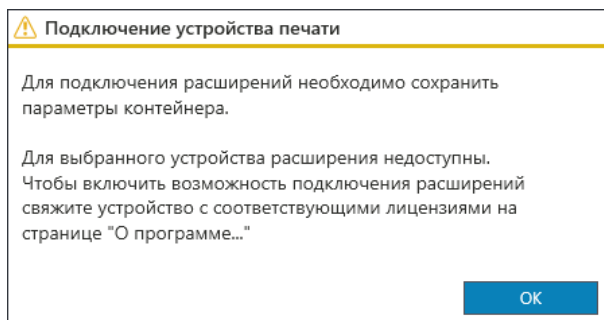 Подключение устройства печати
Для подключения расширений необходимо сохранить
параметры контейнера.
Для выбранного устройства расширения недоступны.
Чтобы включить возможность подключения расширений
свяжите устройство с соответствующими лицензиями на
странице "О программе..."
ОК